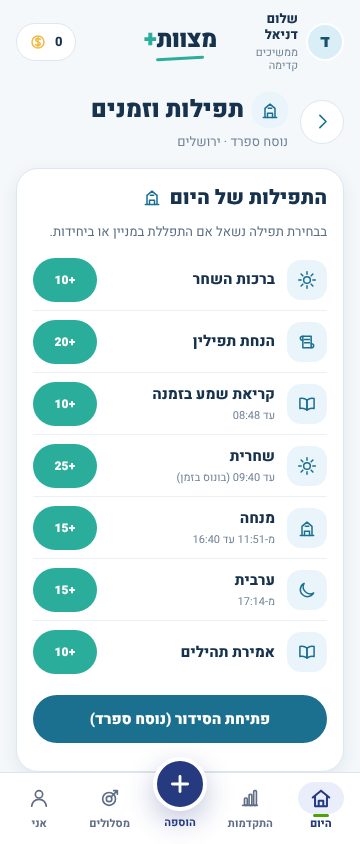 שלום
דניאל
ממשיכים
קדימה
ד
מצוות+
0
תפילות וזמנים
נוסח ספרד · ירושלים
התפילות של היום
בבחירת תפילה נשאל אם התפללת במניין או ביחידות.
ברכות השחר
+10
הנחת תפילין
+20
קריאת שמע בזמנה
עד 08:48
+10
שחרית
עד 09:40 (בונוס בזמן)
+25
מנחה
מ-11:51 עד 16:40
+15
ערבית
מ-17:14
+15
אמירת תהילים
+10
פתיחת הסידור (נוסח ספרד)
היום
התקדמות
הוספה
מסלולים
אני